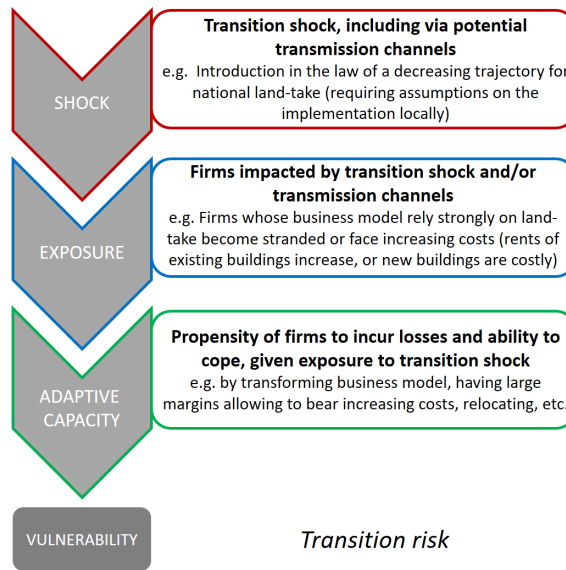 SHOCK
Transition shock, including via potential
transmission channels
e.g.  Introduction in the law of a decreasing trajectory for
national land-take (requiring assumptions on the
implementation locally)
EXPOSURE
Firms impacted by transition shock and/or
transmission channels
e.g. Firms whose business model rely strongly on land-
take become stranded or face increasing costs (rents of
existing buildings increase, or new buildings are costly)
ADAPTIVE
CAPACITY
Propensity of firms to incur losses and ability to
cope, given exposure to transition shock
e.g. by transforming business model, having large
margins allowing to bear increasing costs, relocating, etc.
VULNERABILITY
Transition risk